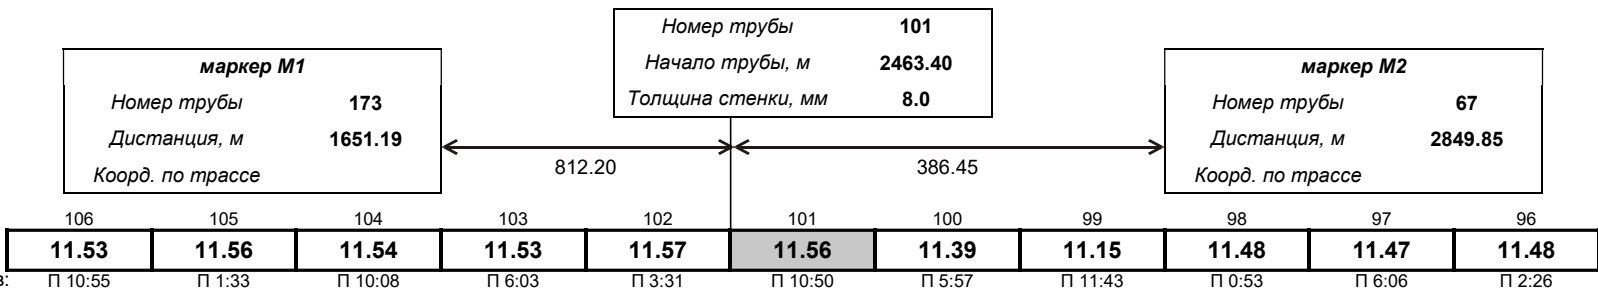 Номер трубы 101
Начало трубы, м 2463.40
Толщина стенки, мм 8.0
маркер М1
Номер трубы 173
Дистанция, м 1651.19
Коорд. по трассе
маркер М2
Номер трубы 67
Дистанция, м 2849.85
Коорд. по трассе
812.20 386.45
106 105 104 103 102 101 100 99 98 97 96
11.53 11.56 11.54 11.53 11.57 11.56 11.39 11.15 11.48 11.47 11.48
П 10:55 П 1:33 П 10:08 П 6:03 П 3:31 П 10:50 П 5:57 П 11:43 П 0:53 П 6:06 П 2:26